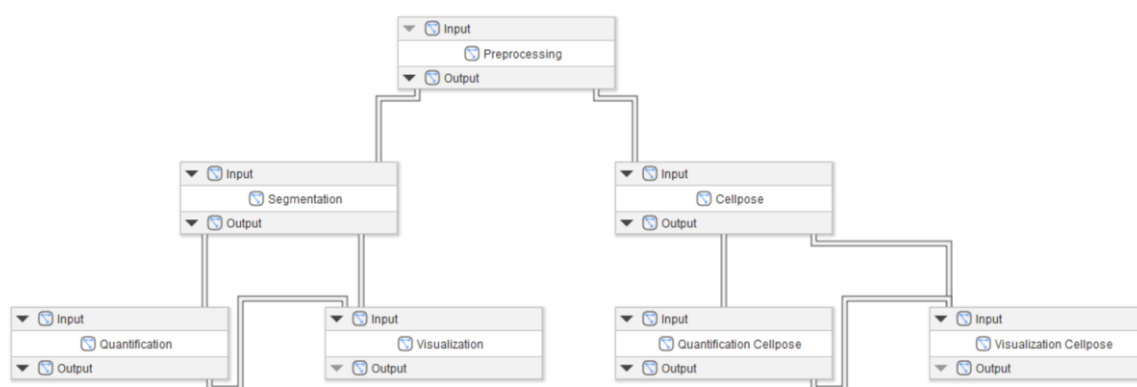 Input
Preprocessing
Output
Input
Segmentation
Output
Input
Cellpose
Output
Input
Quantification
Output
Input
Visualization
Output
Input
Quantification Cellpose
Output
Input
Visualization Cellpose
Output